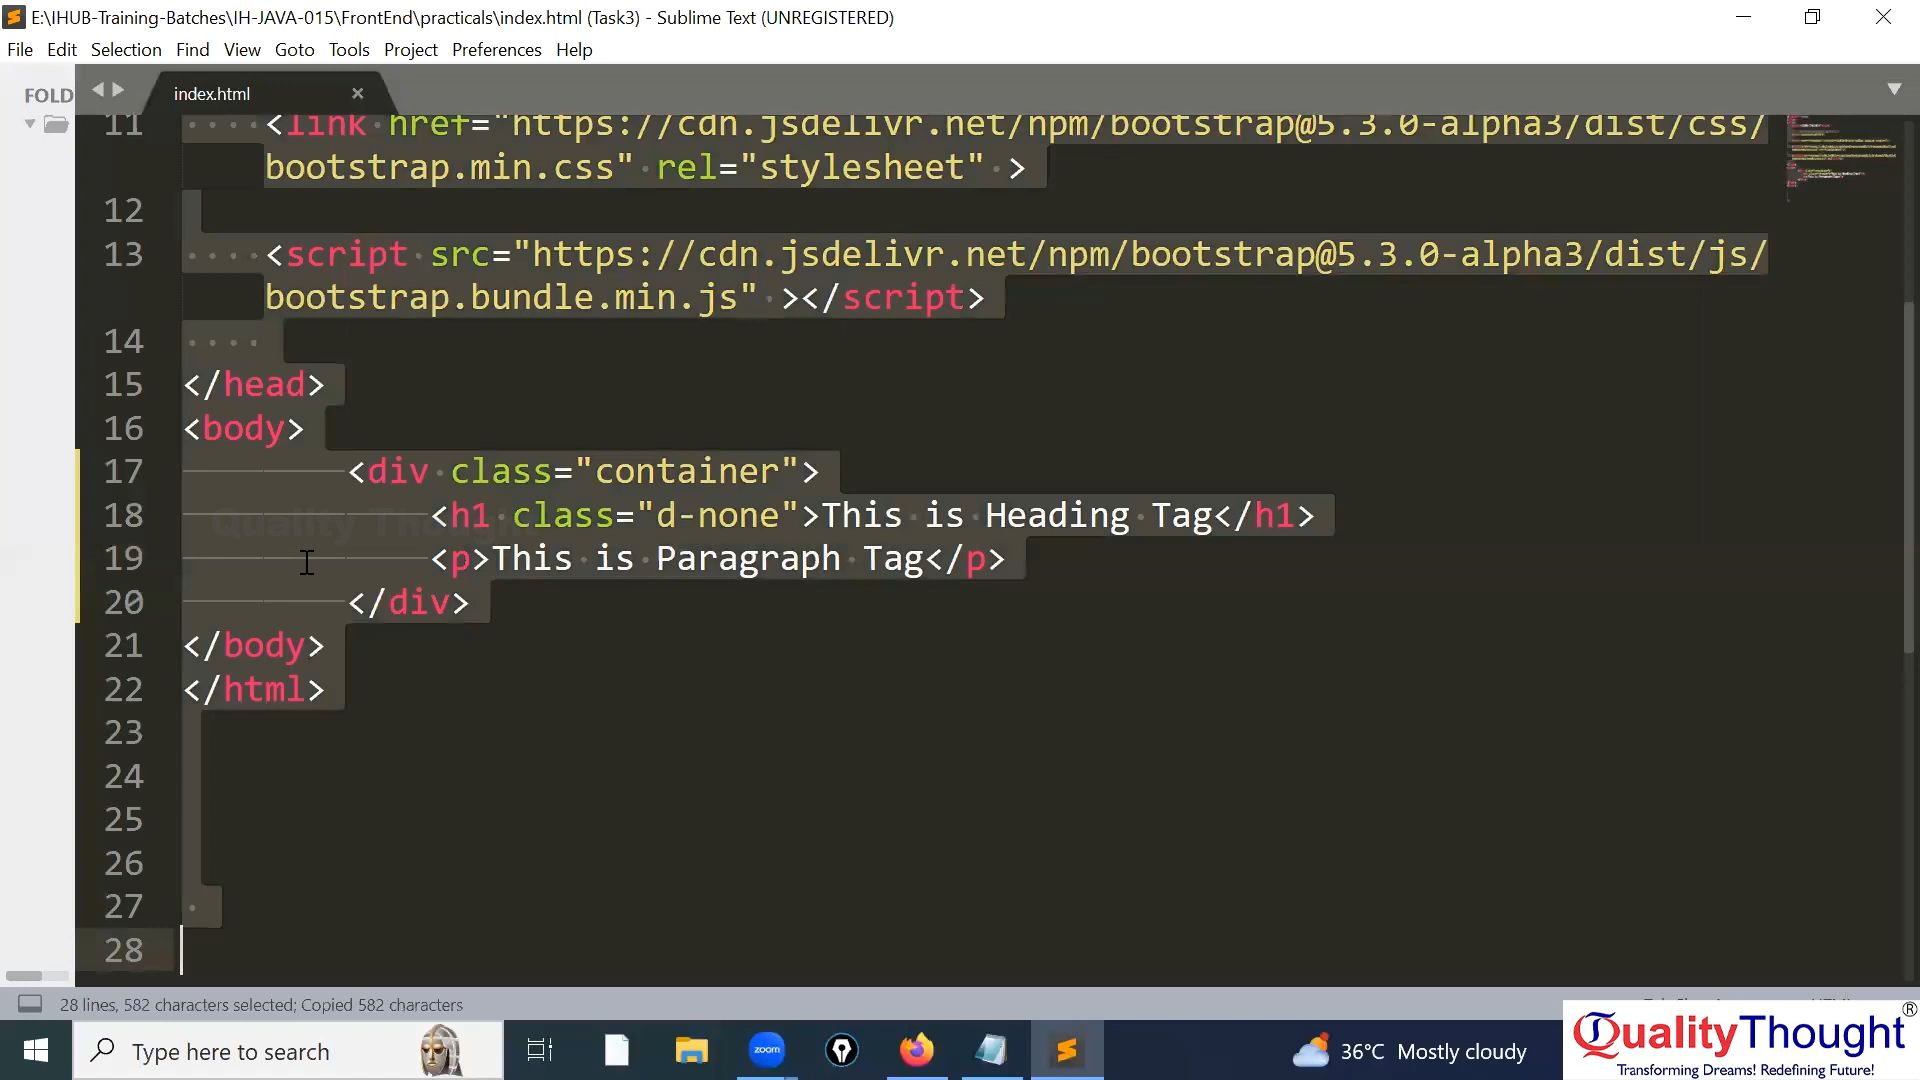 E:\IHUB-Training-Batches\IH-JAVA-015\FrontEnd\practicals\index.html (Task3) - Sublime Text (UNREGISTERED)
File Edit Selection Find View Goto Tools Project Preferences Help
FOLD
index.html
11 <link href="https://cdn.jsdelivr.net/npm/bootstrap@5.3.0-alpha3/dist/css/
bootstrap.min.css" rel="stylesheet" >
12
13 <script src="https://cdn.jsdelivr.net/npm/bootstrap@5.3.0-alpha3/dist/js/
bootstrap.bundle.min.js" ></script>
14
15 </head>
16 <body>
17 <div class="container">
18 <h1 class="d-none">This is Heading Tag</h1>
Quality Though
19 <p>This is Paragraph Tag</p>
20 </div>
21 </body>
22 </html>
23
24
25
26
27
28
28 lines, 582 characters selected; Copied 582 characters
Type here to search
zoom
36°C Mostly cloudy
QualityThought®
Transforming Dreams! Redefining Future!